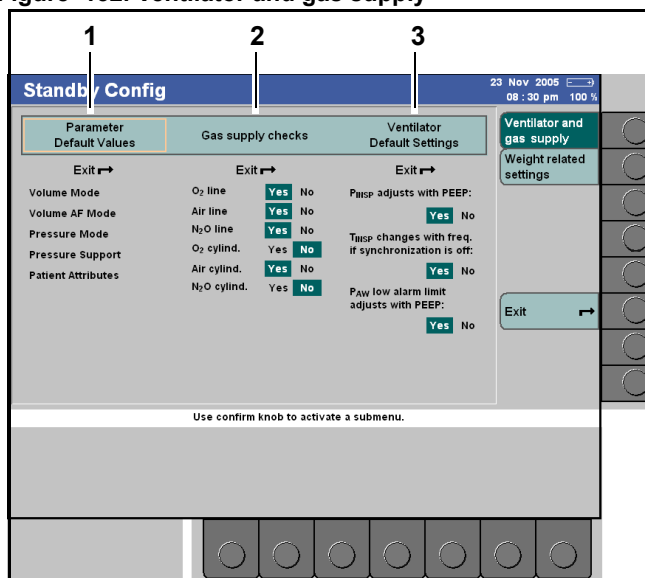 Figure 102: Ventilator and gas supply
1 2 3
Standby Config
23 Nov 2005
08 : 30 pm 100 %
Parameter
Default Values
Gas supply checks
Ventilator
Default Settings
Ventilator and
gas supply
Weight related
settings
Exit
Exit
Exit
Exit
Volume Mode
Volume AF Mode
Pressure Mode
Pressure Support
Patient Attributes
O2 line Yes No
Air line Yes No
N2O line Yes No
O2 cylind. Yes No
Air cylind. Yes No
N2O cylind. Yes No
PINSP adjusts with PEEP:
Yes No
TINSP changes with freq.
if synchronization is off:
Yes No
PAW low alarm limit
adjusts with PEEP:
Yes No
Use confirm knob to activate a submenu.